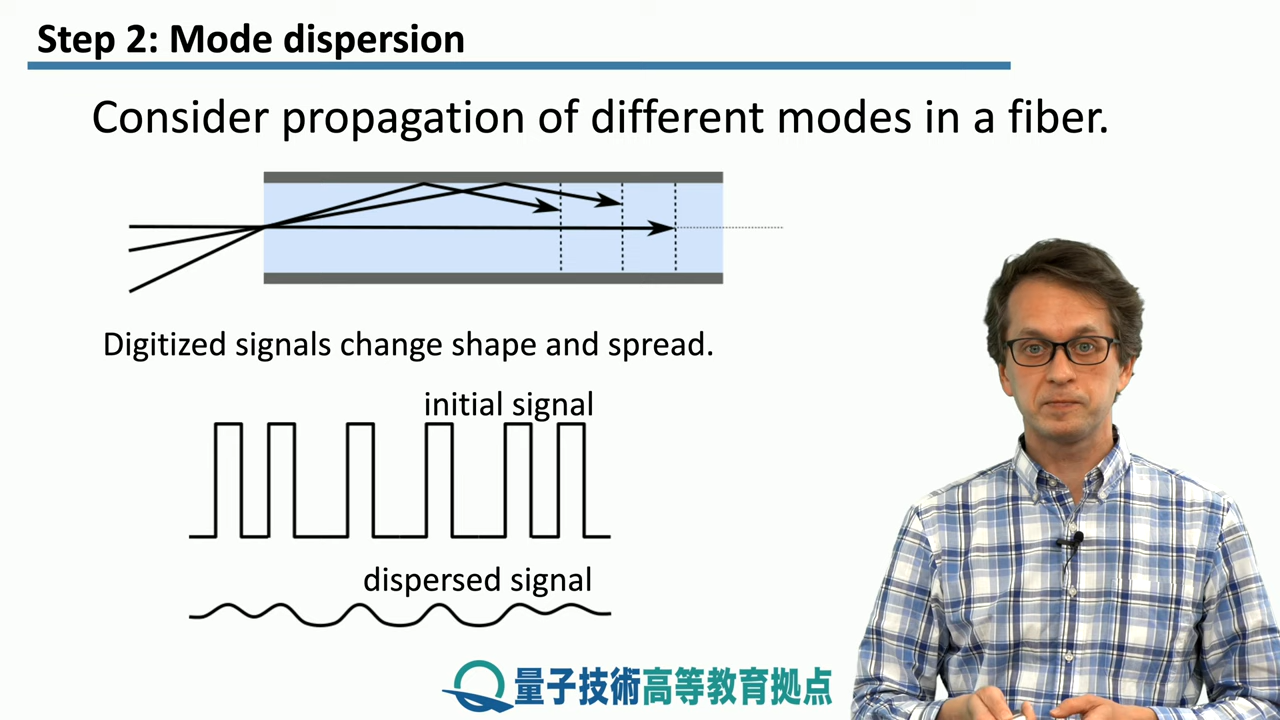 Step 2: Mode dispersion
Consider propagation of different modes in a fiber.
Digitized signals change shape and spread.
initial signal
dispersed signal
量子技術高等教育拠点